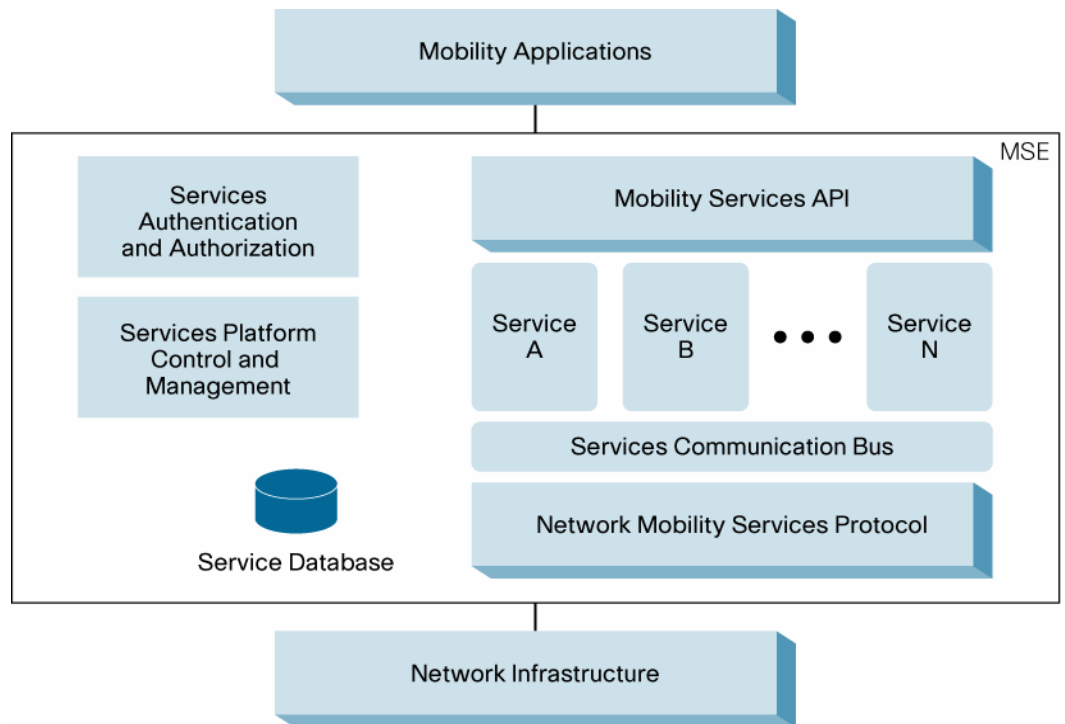 Mobility Applications
MSE
Services
Authentication
and Authorization
Mobility Services API
Services Platform
Control and
Management
Service
A
Service
B
Service
N
Services Communication Bus
Network Mobility Services Protocol
Service Database
Network Infrastructure